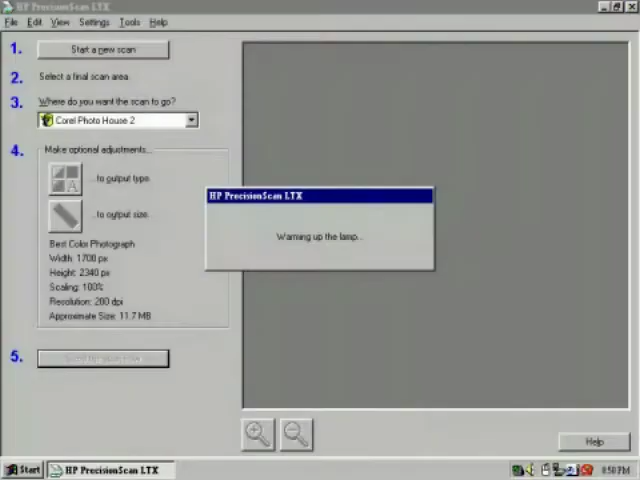 HP PrecisionScan LTX
File Edit View Settings Tools Help
1. Start a new scan
2. Select a final scan area.
3. Where do you want the scan to go?
Corel Photo House 2
4. Make optional adjustments...
...to output type.
...to output size.
Best Color Photograph
Width: 1700 px
Height: 2340 px
Scaling: 100%
Resolution: 200 dpi
Approximate Size: 11.7 MB
HP PrecisionScan LTX
Warming up the lamp...
5.
Help
Start HP PrecisionScan LTX 8:50 PM